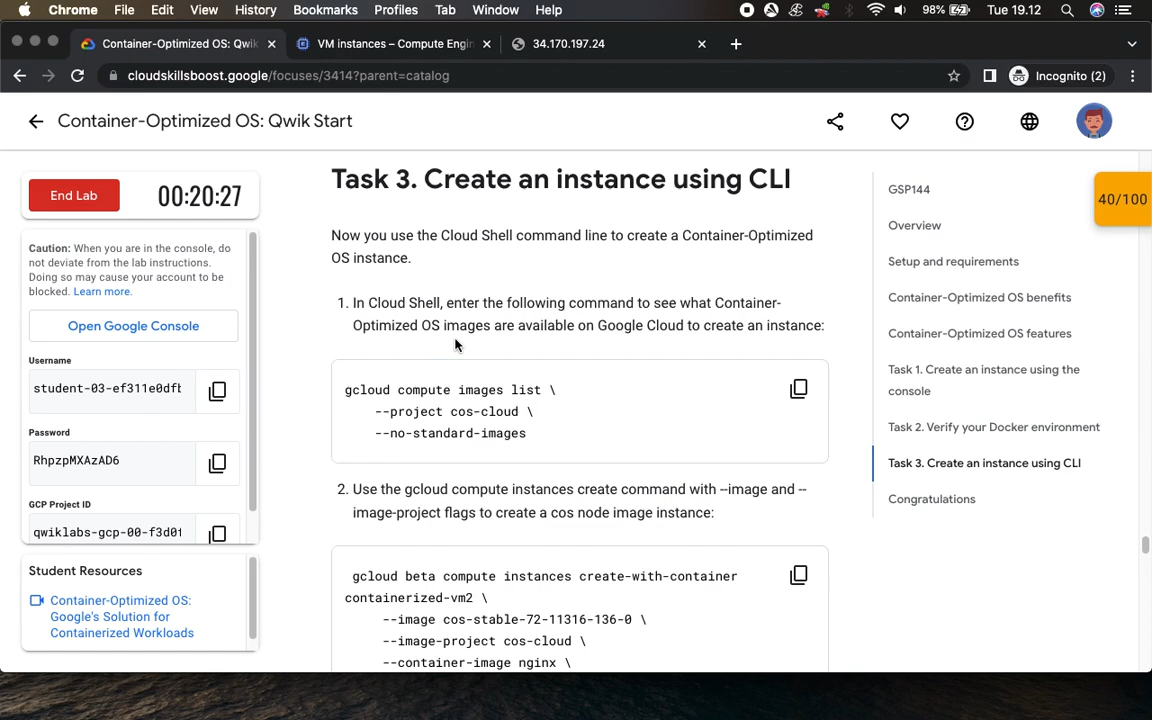 Chrome File Edit View History Bookmarks Profiles Tab Window Help 98% Tue 19.12
Container-Optimized OS: Qwik VM instances – Compute Engin 34.170.197.24
cloudskillsboost.google/focuses/3414?parent=catalog Incognito (2)
Container-Optimized OS: Qwik Start
End Lab 00:20:27
Caution: When you are in the console, do
not deviate from the lab instructions.
Doing so may cause your account to be
blocked. Learn more.
Open Google Console
Username
student-03-ef311e0dfb
Password
RhpzpMXAzAD6
GCP Project ID
qwiklabs-gcp-00-f3d01
Student Resources
Container-Optimized OS:
Google's Solution for
Containerized Workloads
Task 3. Create an instance using CLI
Now you use the Cloud Shell command line to create a Container-Optimized
OS instance.
1. In Cloud Shell, enter the following command to see what Container-
Optimized OS images are available on Google Cloud to create an instance:
gcloud compute images list \
--project cos-cloud \
--no-standard-images
2. Use the gcloud compute instances create command with --image and --
image-project flags to create a cos node image instance:
gcloud beta compute instances create-with-container
containerized-vm2 \
--image cos-stable-72-11316-136-0 \
--image-project cos-cloud \
--container-image nginx \
GSP144
Overview
Setup and requirements
Container-Optimized OS benefits
Container-Optimized OS features
Task 1. Create an instance using the
console
Task 2. Verify your Docker environment
Task 3. Create an instance using CLI
Congratulations
40/100